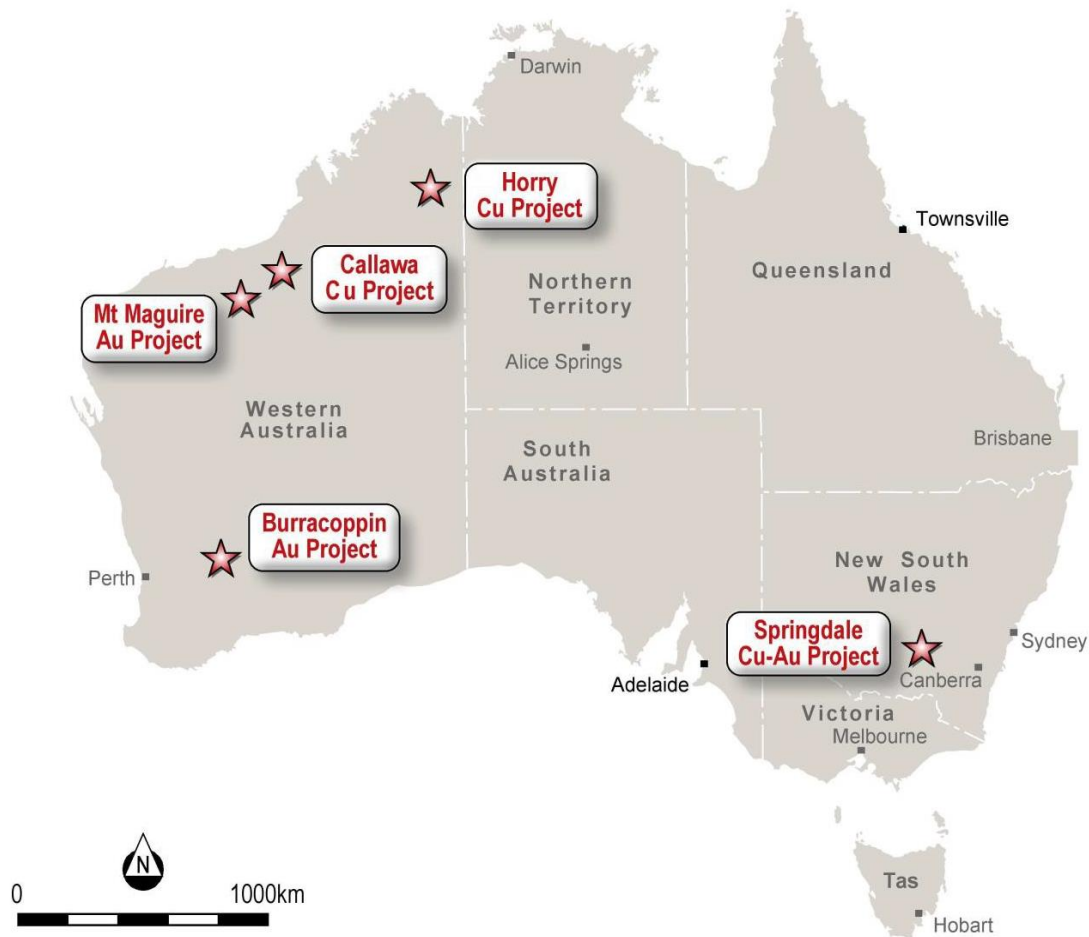 Darwin
Horry
Cu Project
Townsville
Callawa
Cu Project
Queensland
Northern
Territory
Mt Maguire
Au Project
Alice Springs
Western
Australia
South
Australia
Brisbane
Burracoppin
Au Project
New South
Wales
Perth
Springdale
Cu-Au Project
Sydney
Canberra
Adelaide
Victoria
Melbourne
N
0 1000km
Tas
Hobart